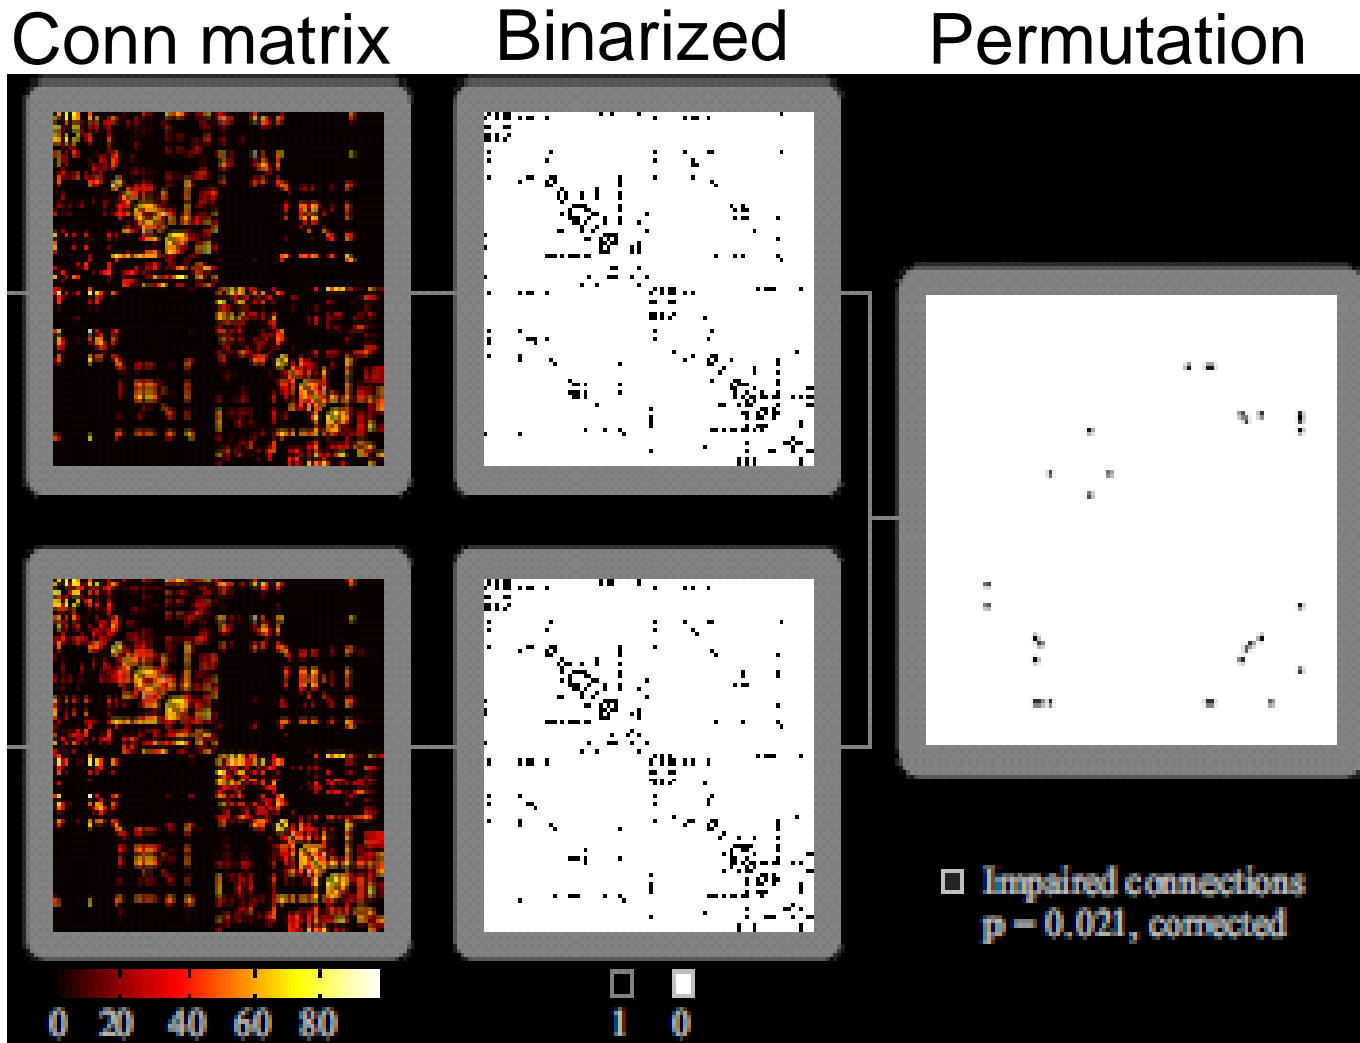 Conn matrix
Binarized
Permutation
Impaired connections
p = 0.021, corrected
0 20 40 60 80
1 0